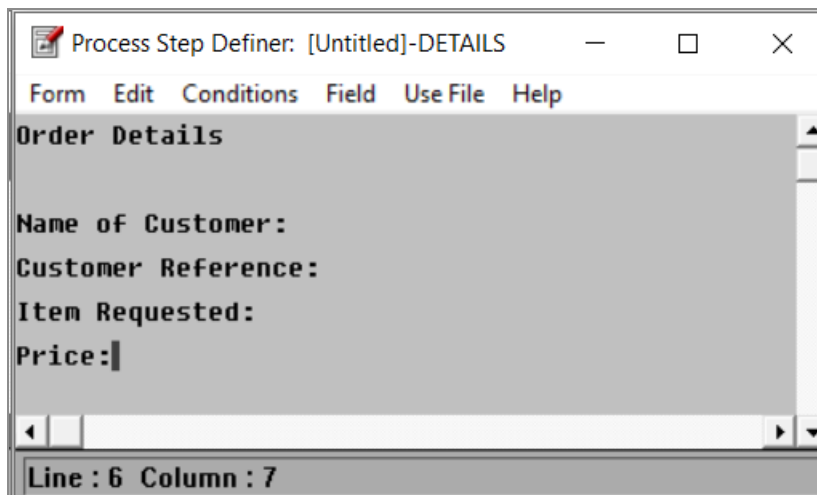 Process Step Definer: [Untitled]-DETAILS
Form Edit Conditions Field Use File Help
Order Details
Name of Customer:
Customer Reference:
Item Requested:
Price:
Line : 6 Column : 7